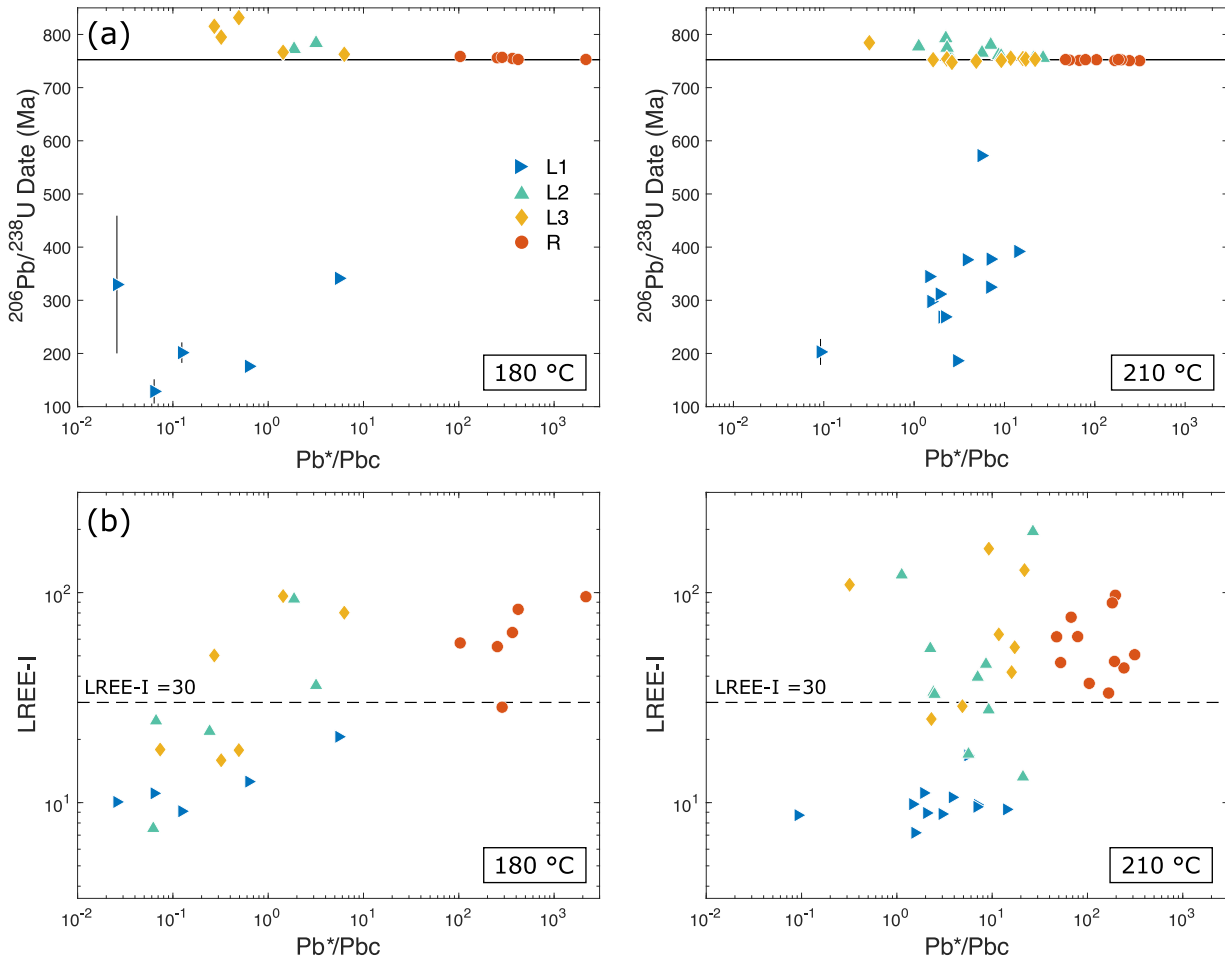 (a)
²⁰⁶Pb/²³⁸U Date (Ma)
800
700
600
500
400
300
200
100
L1
L2
L3
R
180 °C
10⁻² 10⁻¹ 10⁰ 10¹ 10² 10³
Pb*/Pbc
²⁰⁶Pb/²³⁸U Date (Ma)
800
700
600
500
400
300
200
100
210 °C
10⁻² 10⁻¹ 10⁰ 10¹ 10² 10³
Pb*/Pbc
(b)
LREE-I
10²
10¹
LREE-I =30
180 °C
10⁻² 10⁻¹ 10⁰ 10¹ 10² 10³
Pb*/Pbc
LREE-I
10²
10¹
LREE-I =30
210 °C
10⁻² 10⁻¹ 10⁰ 10¹ 10² 10³
Pb*/Pbc